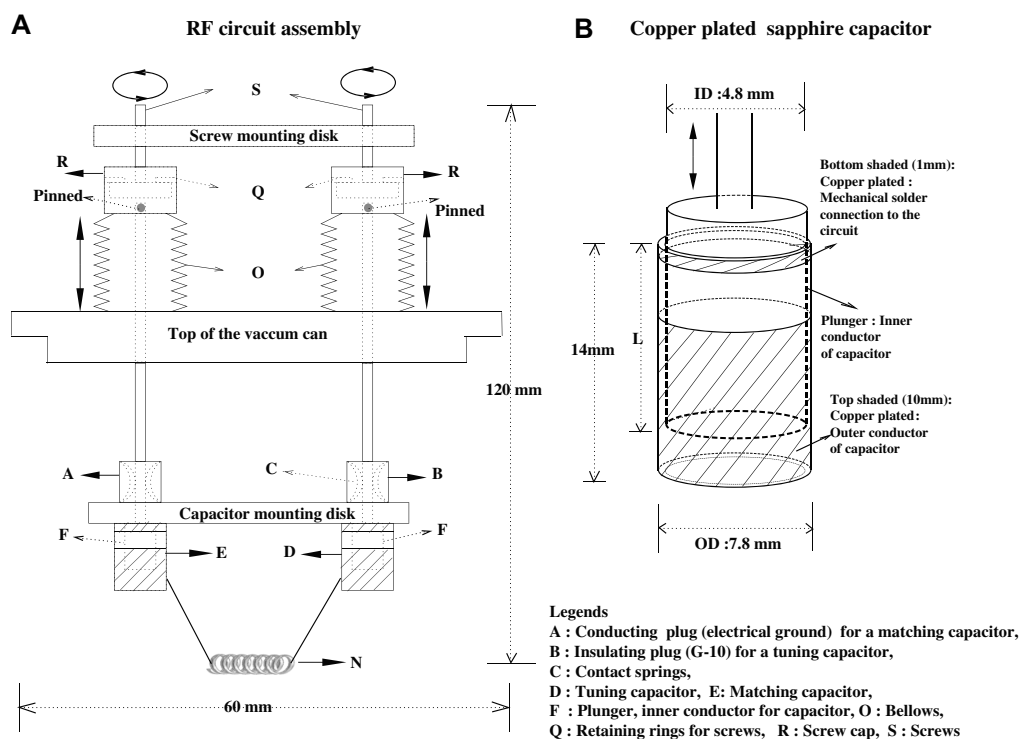 A
RF circuit assembly
B
Copper plated sapphire capacitor
S
Screw mounting disk
R
Q
R
Pinned
Pinned
O
Top of the vaccum can
120 mm
A
C
B
Capacitor mounting disk
F
F
E
D
N
60 mm
ID :4.8 mm
Bottom shaded (1mm):
Copper plated :
Mechanical solder
connection to the
circuit
L
14mm
Plunger : Inner
conductor
of capacitor
Top shaded (10mm):
Copper plated:
Outer conductor
of capacitor
OD:7.8 mm
Legends
A : Conducting plug (electrical ground) for a matching capacitor,
B : Insulating plug (G-10) for a tuning capacitor,
C : Contact springs,
D : Tuning capacitor, E: Matching capacitor,
F : Plunger, inner conductor for capacitor, O : Bellows,
Q : Retaining rings for screws, R : Screw cap, S : Screws